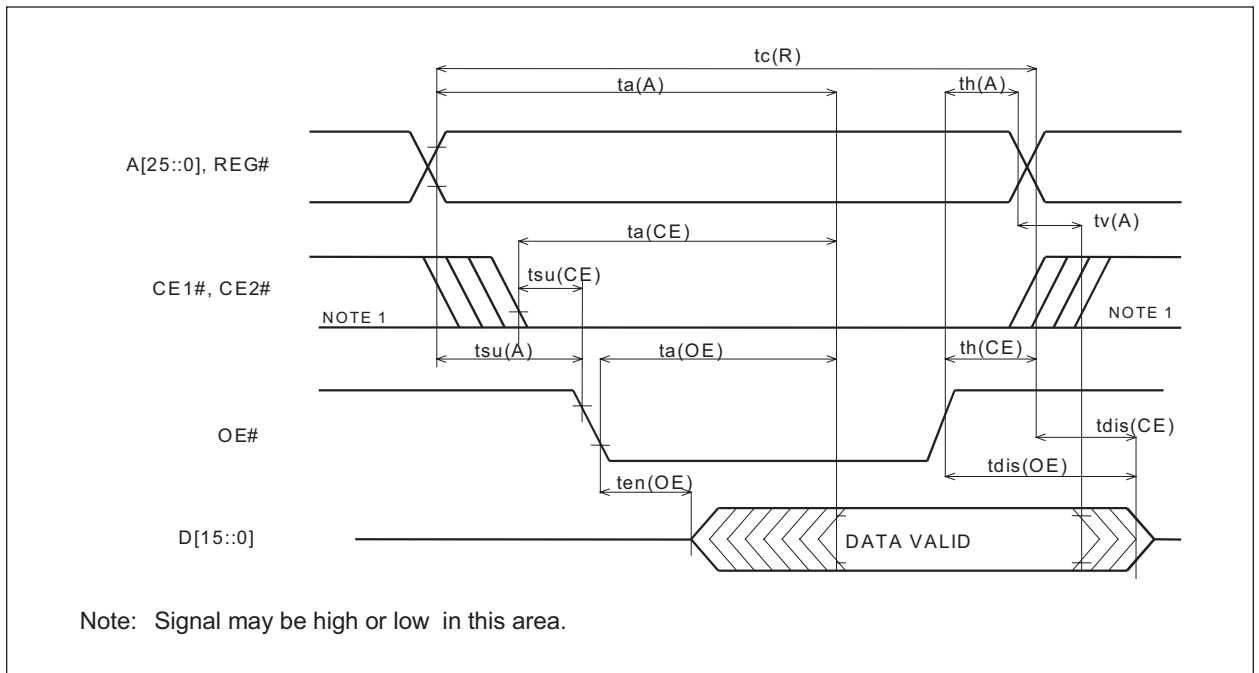 tc(R)
ta(A)
th(A)
A[25::0], REG#
tv(A)
ta(CE)
tsu(CE)
CE1#, CE2#
NOTE 1
NOTE 1
tsu(A)
ta(OE)
th(CE)
OE#
tdis(CE)
tdis(OE)
ten(OE)
D[15::0]
DATA VALID
Note: Signal may be high or low in this area.